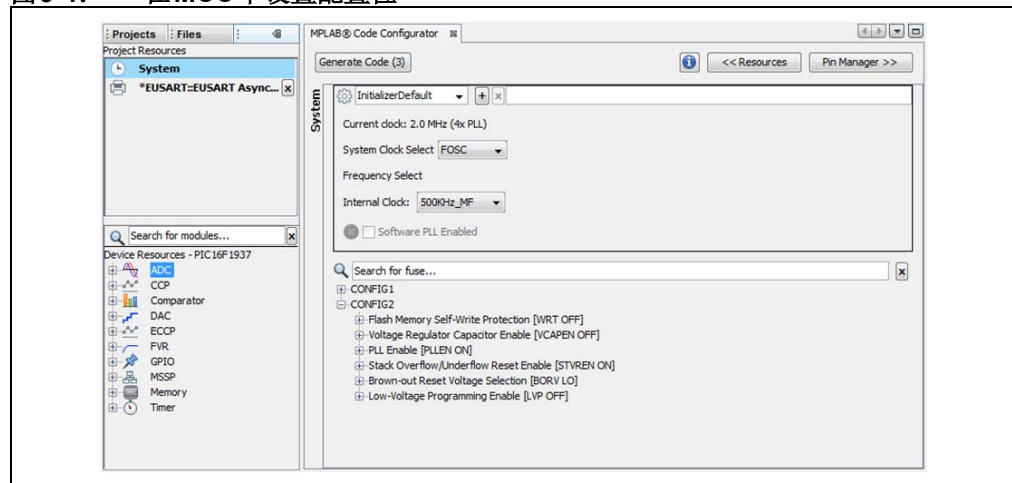 Projects Files
Project Resources
System
*EUSART::EUSART Async...
Search for modules...
Device Resources - PIC16F1937
ADC
CCP
Comparator
DAC
ECCP
FVR
GPIO
MSSP
Memory
Timer
MPLAB® Code Configurator
Generate Code (3)
<< Resources
Pin Manager >>
System
InitializerDefault
Current clock: 2.0 MHz (4x PLL)
System Clock Select FOSC
Frequency Select
Internal Clock: 500KHz_MF
Software PLL Enabled
Search for fuse...
CONFIG1
CONFIG2
Flash Memory Self-Write Protection [WRT OFF]
Voltage Regulator Capacitor Enable [VCAPEN OFF]
PLL Enable [PLLEN ON]
Stack Overflow/Underflow Reset Enable [STVREN ON]
Brown-out Reset Voltage Selection [BORV LO]
Low-Voltage Programming Enable [LVP OFF]